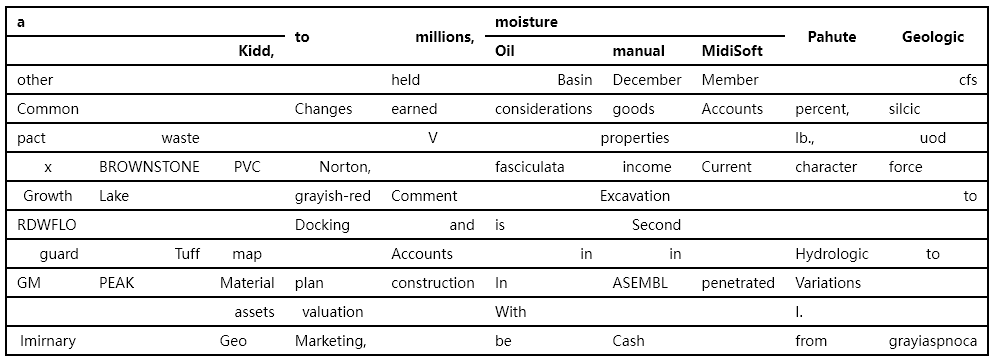 a moisture
to millions, Pahute Geologic
Kidd, Oil manual MidiSoft
other held Basin December Member cfs
Common Changes earned considerations goods Accounts percent, silcic
pact waste V properties lb., uod
x BROWNSTONE PVC Norton, fasciculata income Current character force
Growth Lake grayish-red Comment Excavation to
RDWFLO Docking and is Second
guard Tuff map Accounts in in Hydrologic to
GM PEAK Material plan construction In ASEMBL penetrated Variations
assets valuation With I.
Imirnary Geo Marketing, be Cash from grayiaspnoca